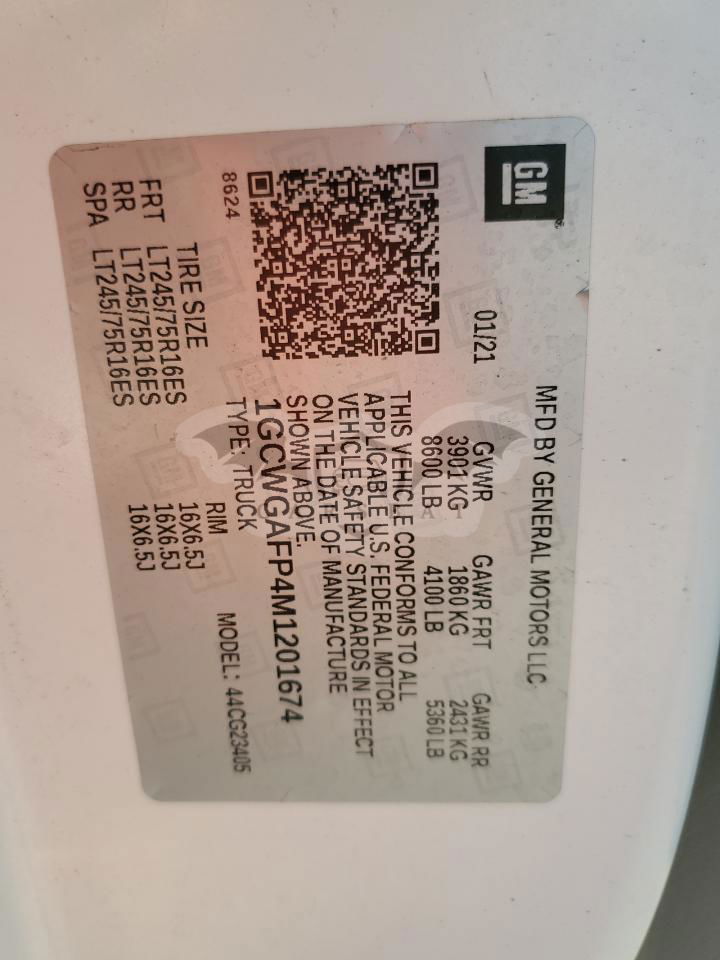 GM
MFD BY GENERAL MOTORS LLC
01/21
GVWR GAWR FRT GAWR RR
3901 KG 1860 KG 2431 KG
8600 LB 4100 LB 5360 LB
THIS VEHICLE CONFORMS TO ALL
APPLICABLE U.S. FEDERAL MOTOR
VEHICLE SAFETY STANDARDS IN EFFECT
ON THE DATE OF MANUFACTURE
SHOWN ABOVE.
1GCWGAFP4M1201674
8624
TYPE: TRUCK MODEL: 44CG23405
TIRE SIZE RIM
FRT LT245/75R16ES 16X6.5J
RR LT245/75R16ES 16X6.5J
SPA LT245/75R16ES 16X6.5J